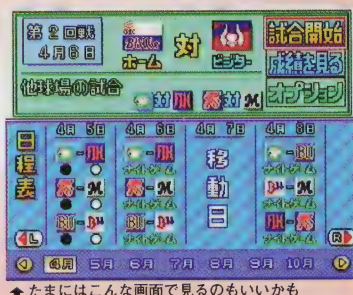 第2回戦
4月6日
対
ホーム
ビジター
試合開始
成績を見る
オプション
他球場の試合
対 対
日程表
4月 5日 4月 6日 4月 7日 4月 8日
移動日
ナイトゲーム ナイトゲーム
ナイトゲーム ナイトゲーム
ナイトゲーム ナイトゲーム
L R
4月 5月 6月 7月 8月 9月 10月
↑たまにはこんな画面で見るのもいいかも